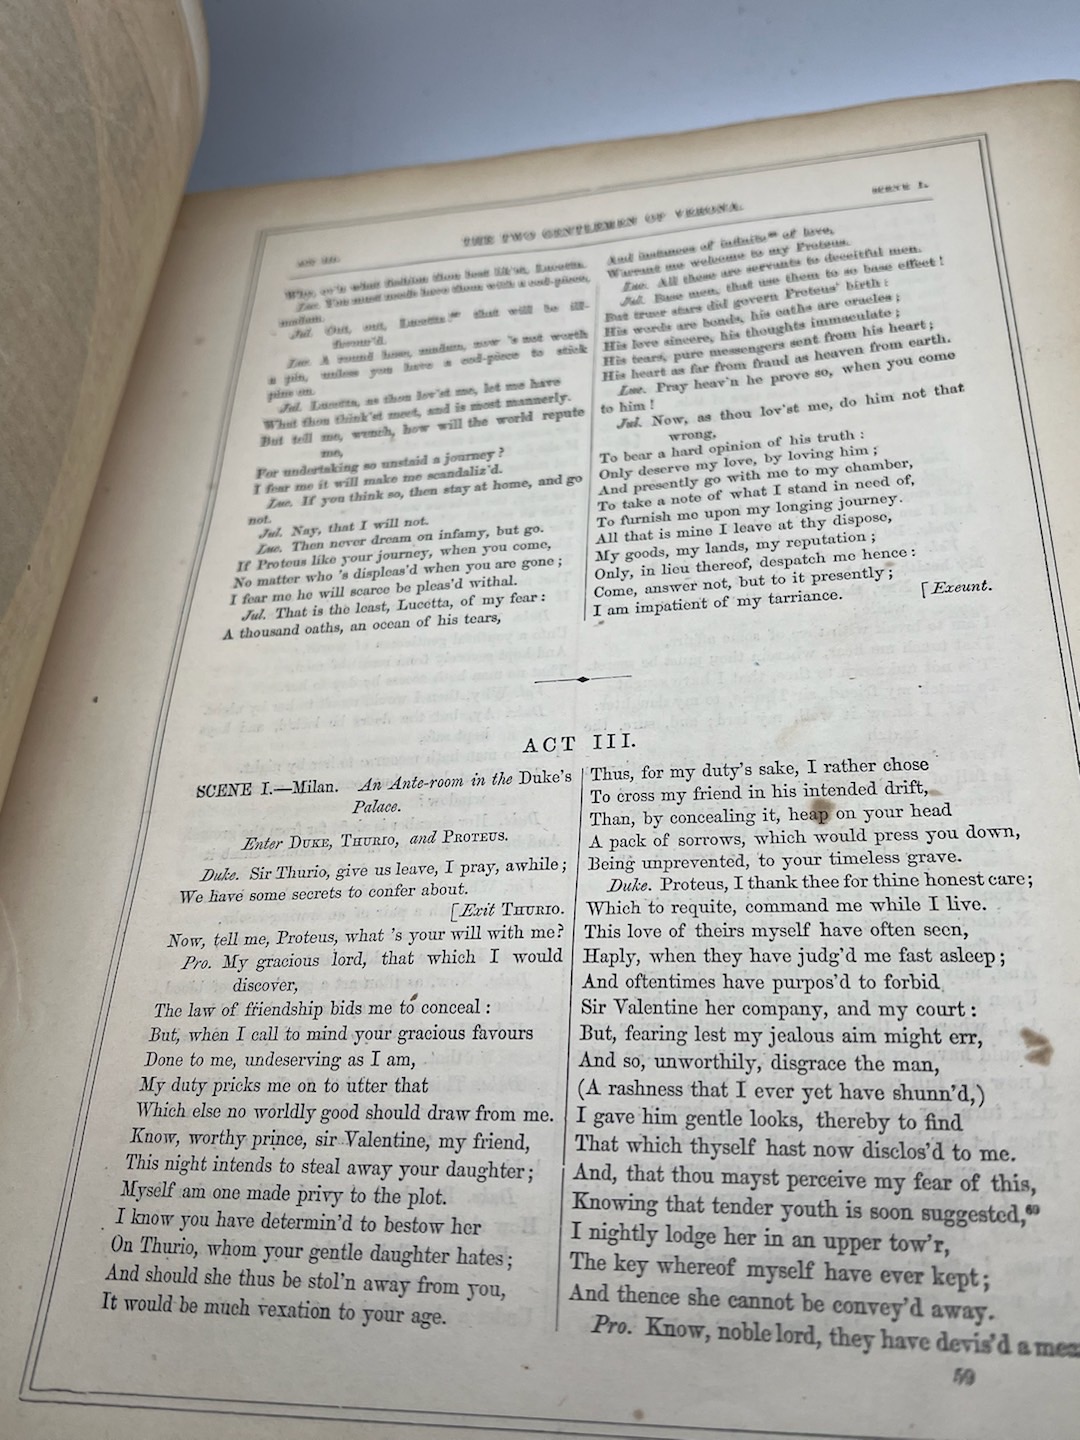 THE TWO GENTLEMEN OF VERONA.
SCENE I.
Why, ev'n what fashion thou best lik'st, Lucetta.
Luc. You must needs have them with a cod-piece,
madam.
Jul. Out, out, Lucetta! that will be ill-
favour'd.
Luc. A round hose, madam, now 's not worth
a pin, unless you have a cod-piece to stick
pins on.
Jul. Lucetta, as thou lov'st me, let me have
What thou think'st meet, and is most mannerly.
But tell me, wench, how will the world repute
me,
For undertaking so unstaid a journey?
I fear me it will make me scandaliz'd.
Luc. If you think so, then stay at home, and go
not.
Jul. Nay, that I will not.
Luc. Then never dream on infamy, but go.
If Proteus like your journey, when you come,
No matter who 's displeas'd when you are gone;
I fear me he will scarce be pleas'd withal.
Jul. That is the least, Lucetta, of my fear:
A thousand oaths, an ocean of his tears,
And instances of infinite of love,
Warrant me welcome to my Proteus.
Luc. All these are servants to deceitful men.
Jul. Base men, that use them to so base effect!
But truer stars did govern Proteus' birth:
His words are bonds, his oaths are oracles;
His love sincere, his thoughts immaculate;
His tears, pure messengers sent from his heart;
His heart as far from fraud as heaven from earth.
Luc. Pray heav'n he prove so, when you come
to him!
Jul. Now, as thou lov'st me, do him not that
wrong,
To bear a hard opinion of his truth:
Only deserve my love, by loving him;
And presently go with me to my chamber,
To take a note of what I stand in need of,
To furnish me upon my longing journey.
All that is mine I leave at thy dispose,
My goods, my lands, my reputation;
Only, in lieu thereof, despatch me hence:
Come, answer not, but to it presently;
I am impatient of my tarriance. [Exeunt.
ACT III.
SCENE I.—Milan. An Ante-room in the Duke's
Palace.
Enter DUKE, THURIO, and PROTEUS.
Duke. Sir Thurio, give us leave, I pray, awhile;
We have some secrets to confer about.
[Exit THURIO.
Now, tell me, Proteus, what 's your will with me?
Pro. My gracious lord, that which I would
discover,
The law of friendship bids me to conceal:
But, when I call to mind your gracious favours
Done to me, undeserving as I am,
My duty pricks me on to utter that
Which else no worldly good should draw from me.
Know, worthy prince, sir Valentine, my friend,
This night intends to steal away your daughter;
Myself am one made privy to the plot.
I know you have determin'd to bestow her
On Thurio, whom your gentle daughter hates;
And should she thus be stol'n away from you,
It would be much vexation to your age.
Thus, for my duty's sake, I rather chose
To cross my friend in his intended drift,
Than, by concealing it, heap on your head
A pack of sorrows, which would press you down,
Being unprevented, to your timeless grave.
Duke. Proteus, I thank thee for thine honest care;
Which to requite, command me while I live.
This love of theirs myself have often seen,
Haply, when they have judg'd me fast asleep;
And oftentimes have purpos'd to forbid
Sir Valentine her company, and my court:
But, fearing lest my jealous aim might err,
And so, unworthily, disgrace the man,
(A rashness that I ever yet have shunn'd,)
I gave him gentle looks, thereby to find
That which thyself hast now disclos'd to me.
And, that thou mayst perceive my fear of this,
Knowing that tender youth is soon suggested,⁶⁰
I nightly lodge her in an upper tow'r,
The key whereof myself have ever kept;
And thence she cannot be convey'd away.
Pro. Know, noble lord, they have devis'd a mea
59